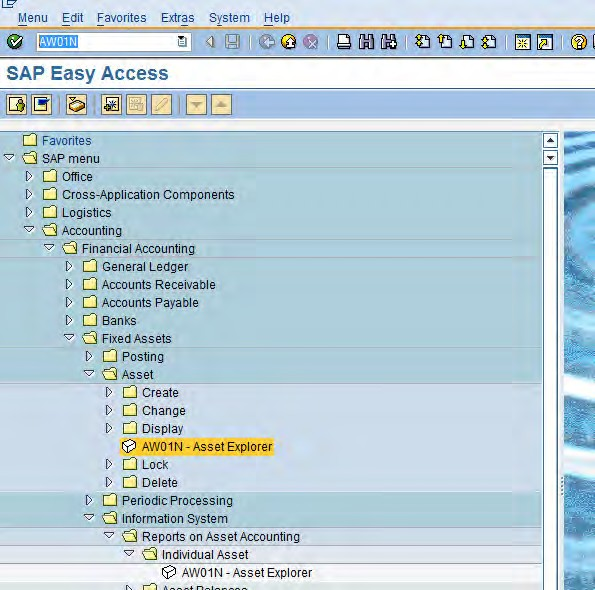 Menu Edit Favorites Extras System Help
AW01N
SAP Easy Access
Favorites
SAP menu
Office
Cross-Application Components
Logistics
Accounting
Financial Accounting
General Ledger
Accounts Receivable
Accounts Payable
Banks
Fixed Assets
Posting
Asset
Create
Change
Display
AW01N - Asset Explorer
Lock
Delete
Periodic Processing
Information System
Reports on Asset Accounting
Individual Asset
AW01N - Asset Explorer
Asset Balances